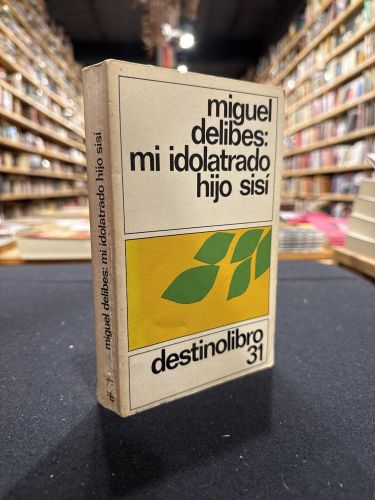 miguel
delibes:
mi idolatrado
hijo sisí
destinolibro
31
miguel delibes: mi idolatrado hijo sisí